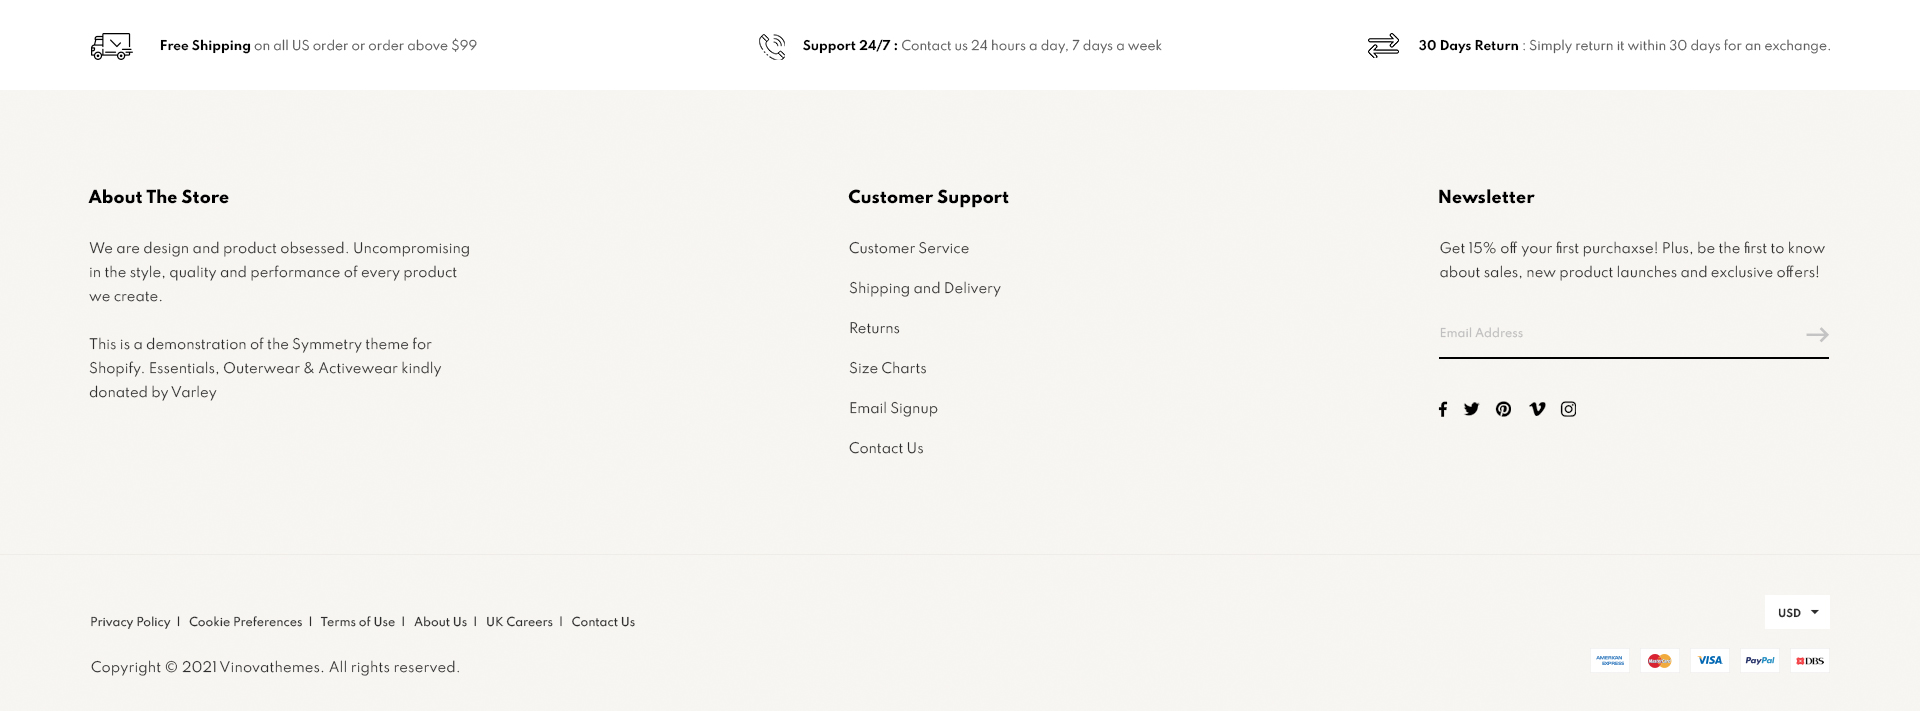 Free Shipping on all US order or order above $99
Support 24/7 : Contact us 24 hours a day, 7 days a week
30 Days Return : Simply return it within 30 days for an exchange.
About The Store
We are design and product obsessed. Uncompromising
in the style, quality and performance of every product
we create.
This is a demonstration of the Symmetry theme for
Shopify. Essentials, Outerwear & Activewear kindly
donated by Varley
Customer Support
Customer Service
Shipping and Delivery
Returns
Size Charts
Email Signup
Contact Us
Newsletter
Get 15% off your first purchaxse! Plus, be the first to know
about sales, new product launches and exclusive offers!
Email Address
Privacy Policy | Cookie Preferences | Terms of Use | About Us | UK Careers | Contact Us
Copyright © 2021 Vinovathemes. All rights reserved.
USD
AMERICAN
EXPRESS
MasterCard
VISA
PayPal
DBS